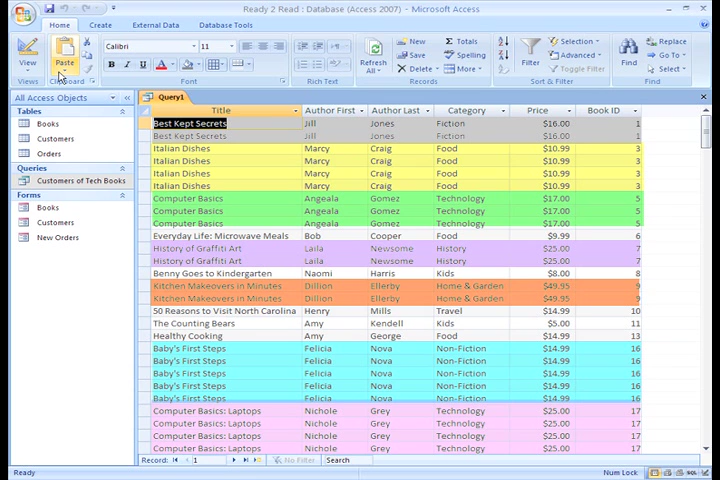 Ready 2 Read : Database (Access 2007) - Microsoft Access
Home Create External Data Database Tools
View Paste Calibri 11 Refresh All New Save Delete Totals Spelling More Filter Selection Advanced Toggle Filter Find Replace Go To Select
Views Clipboard Font Rich Text Records Sort & Filter Find
All Access Objects
Tables
Books
Customers
Orders
Queries
Customers of Tech Books
Forms
Books
Customers
New Orders
Query1
Title Author First Author Last Category Price Book ID
Best Kept Secrets Jill Jones Fiction $16.00 1
Best Kept Secrets Jill Jones Fiction $16.00 1
Italian Dishes Marcy Craig Food $10.99 3
Italian Dishes Marcy Craig Food $10.99 3
Italian Dishes Marcy Craig Food $10.99 3
Italian Dishes Marcy Craig Food $10.99 3
Computer Basics Angeala Gomez Technology $17.00 5
Computer Basics Angeala Gomez Technology $17.00 5
Computer Basics Angeala Gomez Technology $17.00 5
Everyday Life: Microwave Meals Bob Cooper Food $9.99 6
History of Graffiti Art Laila Newsome History $25.00 7
History of Graffiti Art Laila Newsome History $25.00 7
Benny Goes to Kindergarten Naomi Harris Kids $8.00 8
Kitchen Makeovers in Minutes Dillion Ellerby Home & Garden $49.95 9
Kitchen Makeovers in Minutes Dillion Ellerby Home & Garden $49.95 9
50 Reasons to Visit North Carolina Henry Mills Travel $14.99 10
The Counting Bears Amy Kendell Kids $5.00 11
Healthy Cooking Amy George Food $14.99 13
Baby's First Steps Felicia Nova Non-Fiction $14.99 16
Baby's First Steps Felicia Nova Non-Fiction $14.99 16
Baby's First Steps Felicia Nova Non-Fiction $14.99 16
Baby's First Steps Felicia Nova Non-Fiction $14.99 16
Baby's First Steps Felicia Nova Non-Fiction $14.99 16
Computer Basics: Laptops Nichole Grey Technology $25.00 17
Computer Basics: Laptops Nichole Grey Technology $25.00 17
Computer Basics: Laptops Nichole Grey Technology $25.00 17
Computer Basics: Laptops Nichole Grey Technology $25.00 17
Record: 1 No Filter Search
Ready Num Lock